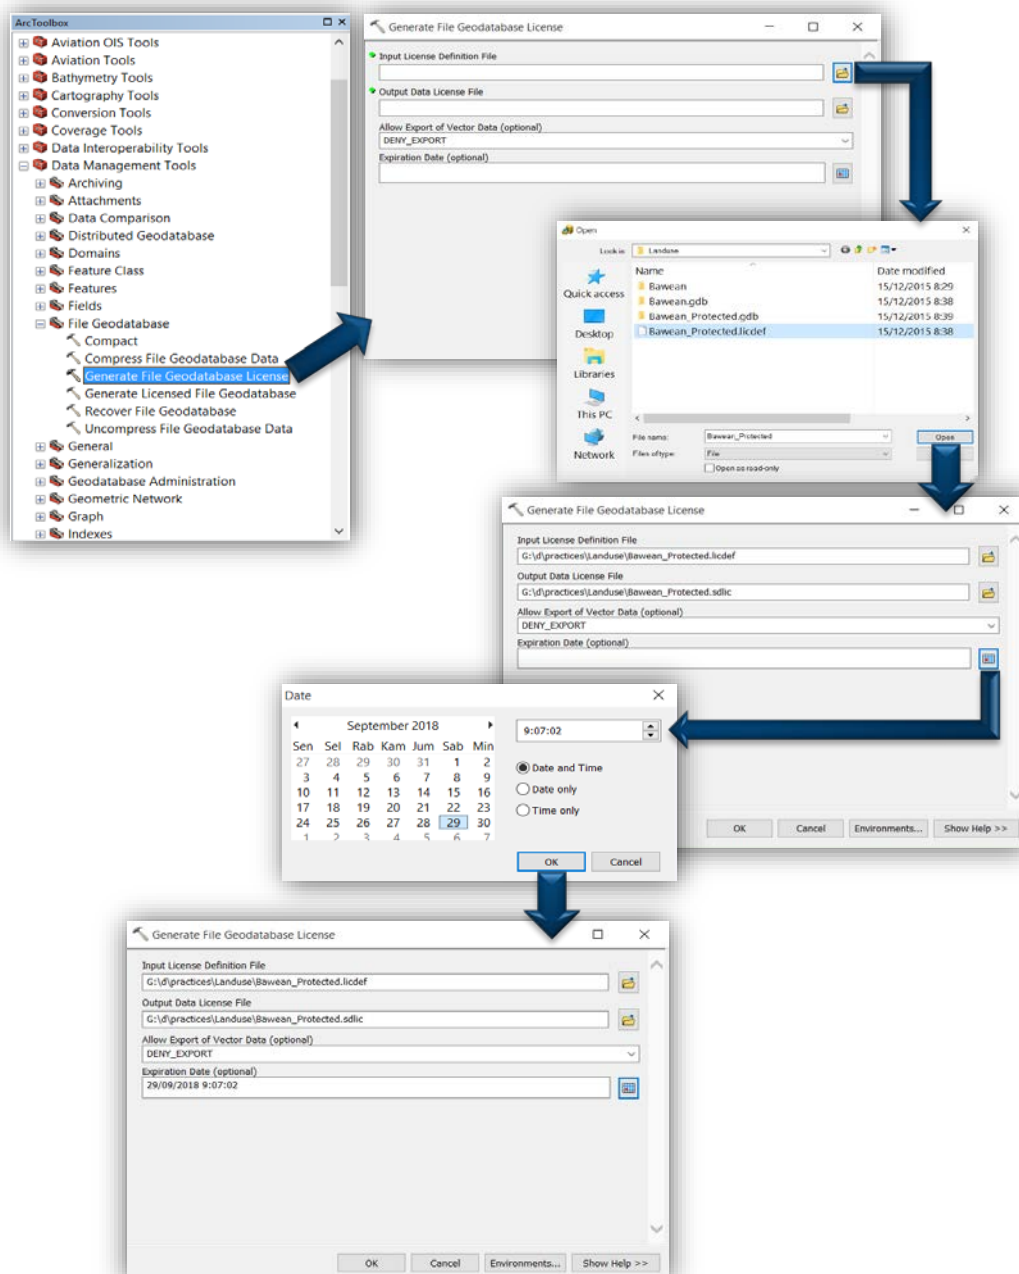 ArcToolbox
Aviation OIS Tools
Aviation Tools
Bathymetry Tools
Cartography Tools
Conversion Tools
Coverage Tools
Data Interoperability Tools
Data Management Tools
Archiving
Attachments
Data Comparison
Distributed Geodatabase
Domains
Feature Class
Features
Fields
File Geodatabase
Compact
Compress File Geodatabase Data
Generate File Geodatabase License
Generate Licensed File Geodatabase
Recover File Geodatabase
Uncompress File Geodatabase Data
General
Generalization
Geodatabase Administration
Geometric Network
Graph
Indexes
Generate File Geodatabase License
Input License Definition File
Output Data License File
Allow Export of Vector Data (optional)
DENY_EXPORT
Expiration Date (optional)
Open
Look in
Landuse
Name Date modified
Bawean 15/12/2015 8:29
Bawean.gdb 15/12/2015 8:38
Bawean_Protected.gdb 15/12/2015 8:39
Bawean_Protected.licdef 15/12/2015 8:38
Quick access
Desktop
Libraries
This PC
Network
File name: Bawean_Protected Open
Files of type: File
Open as read-only
Generate File Geodatabase License
Input License Definition File
G:\d\practices\Landuse\Bawean_Protected.licdef
Output Data License File
G:\d\practices\Landuse\Bawean_Protected.sdlic
Allow Export of Vector Data (optional)
DENY_EXPORT
Expiration Date (optional)
OK Cancel Environments... Show Help >>
Date
September 2018
Sen Sel Rab Kam Jum Sab Min
27 28 29 30 31 1 2
3 4 5 6 7 8 9
10 11 12 13 14 15 16
17 18 19 20 21 22 23
24 25 26 27 28 29 30
1 2 3 4 5 6 7
9:07:02
Date and Time
Date only
Time only
OK Cancel
Generate File Geodatabase License
Input License Definition File
G:\d\practices\Landuse\Bawean_Protected.licdef
Output Data License File
G:\d\practices\Landuse\Bawean_Protected.sdlic
Allow Export of Vector Data (optional)
DENY_EXPORT
Expiration Date (optional)
29/09/2018 9:07:02
OK Cancel Environments... Show Help >>